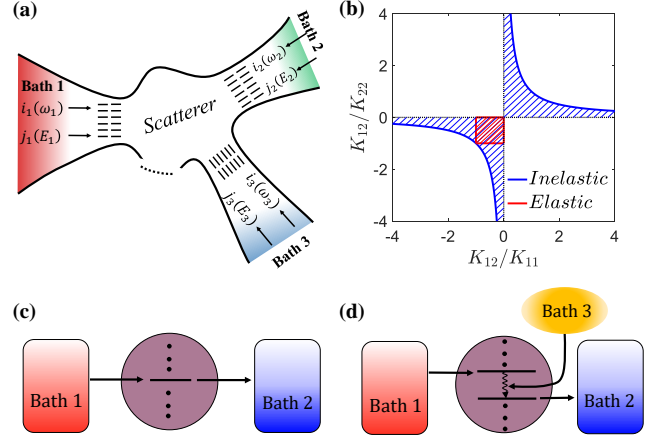 (a)
Bath 1
i₁(ω₁)
j₁(E₁)
Scatterer
Bath 2
i₂(ω₂)
j₂(E₂)
i₃(ω₃)
j₃(E₃)
Bath 3
(b)
K₁₂/K₂₂
4
2
0
-2
-4
Inelastic
Elastic
-4
-2
0
2
4
K₁₂/K₁₁
(c)
Bath 1
Bath 2
(d)
Bath 3
Bath 1
Bath 2